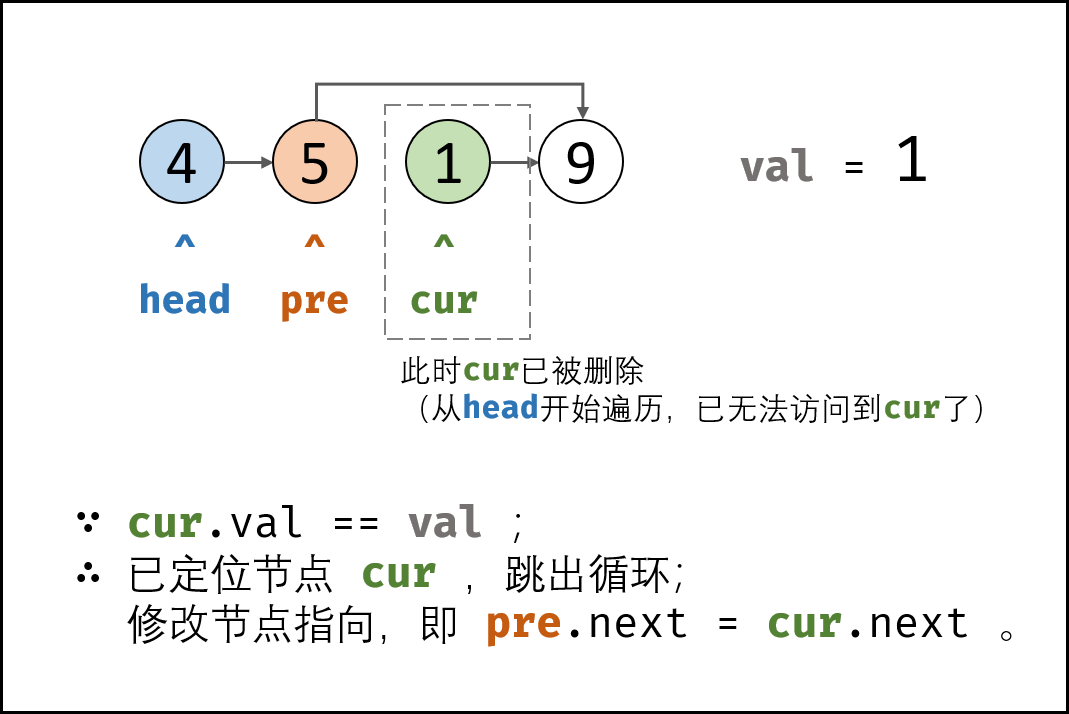 4 5 1 9
val = 1
^ ^ ^
head pre cur
此时cur已被删除
（从head开始遍历，已无法访问到cur了）
∵ cur.val == val ;
∴ 已定位节点 cur ，跳出循环;
修改节点指向，即 pre.next = cur.next 。